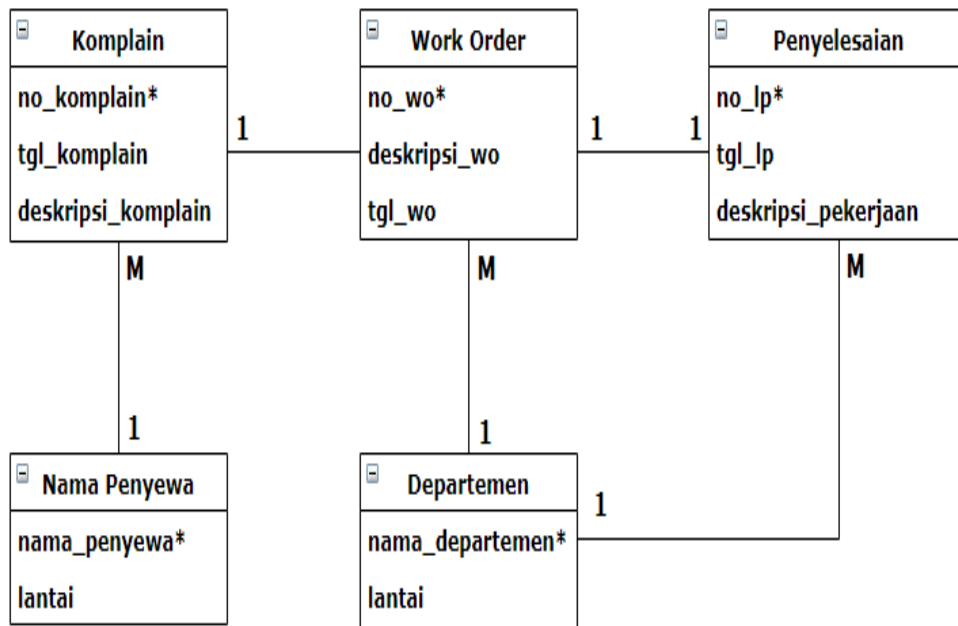 Komplain
no_komplain*
tgl_komplain
deskripsi_komplain
1
Work Order
no_wo*
deskripsi_wo
tgl_wo
1
1
Penyelesaian
no_lp*
tgl_lp
deskripsi_pekerjaan
M
M
M
1
1
1
Nama Penyewa
nama_penyewa*
lantai
Departemen
nama_departemen*
lantai